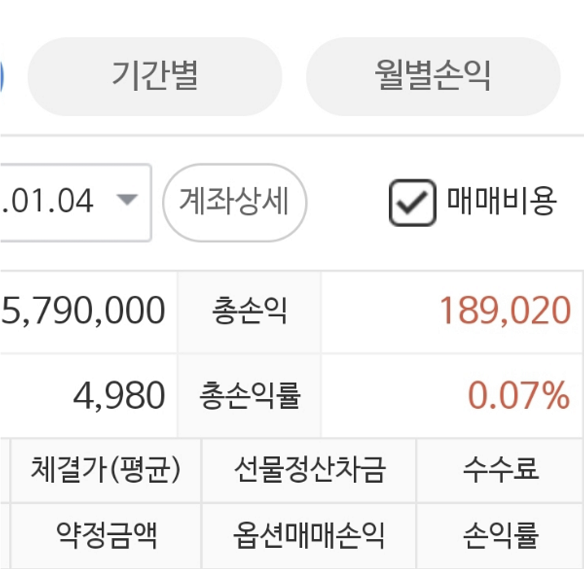 기간별 월별손익
.01.04 계좌상세 매매비용
5,790,000 총손익 189,020
4,980 총손익률 0.07%
체결가(평균) 선물정산차금 수수료
약정금액 옵션매매손익 손익률